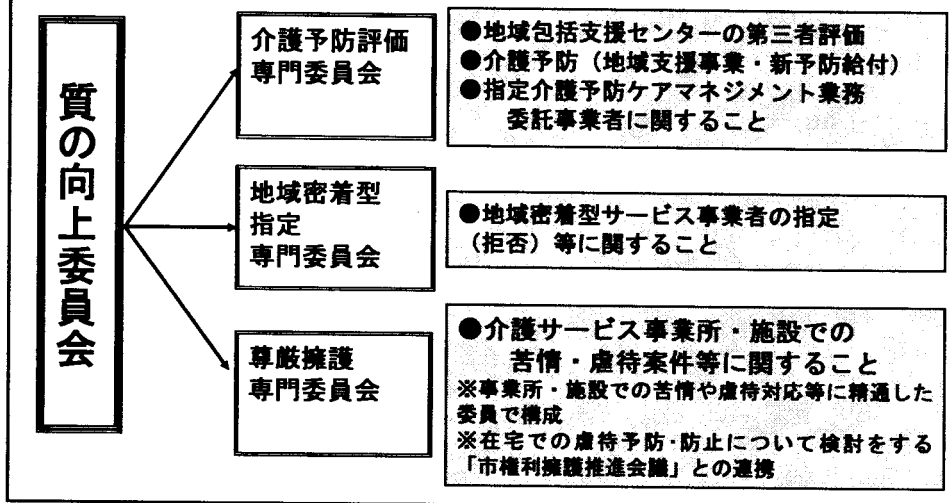 質の向上委員会
介護予防評価
専門委員会
●地域包括支援センターの第三者評価
●介護予防（地域支援事業・新予防給付）
●指定介護予防ケアマネジメント業務
委託事業者に関すること
地域密着型
指定
専門委員会
●地域密着型サービス事業者の指定
（拒否）等に関すること
尊厳擁護
専門委員会
●介護サービス事業所・施設での
苦情・虐待案件等に関すること
※事業所・施設での苦情や虐待対応等に精通した
委員で構成
※在宅での虐待予防・防止について検討をする
「市権利擁護推進会議」との連携